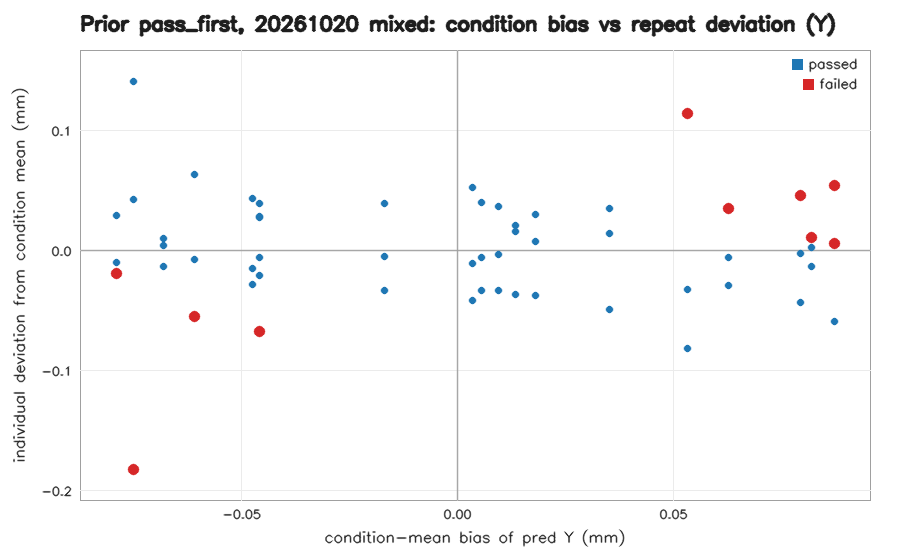 Prior pass_first, 20261020 mixed: condition bias vs repeat deviation (Y)
passed
failed
individual deviation from condition mean (mm)
0.1
0.0
−0.1
−0.2
−0.05
0.00
0.05
condition−mean bias of pred Y (mm)